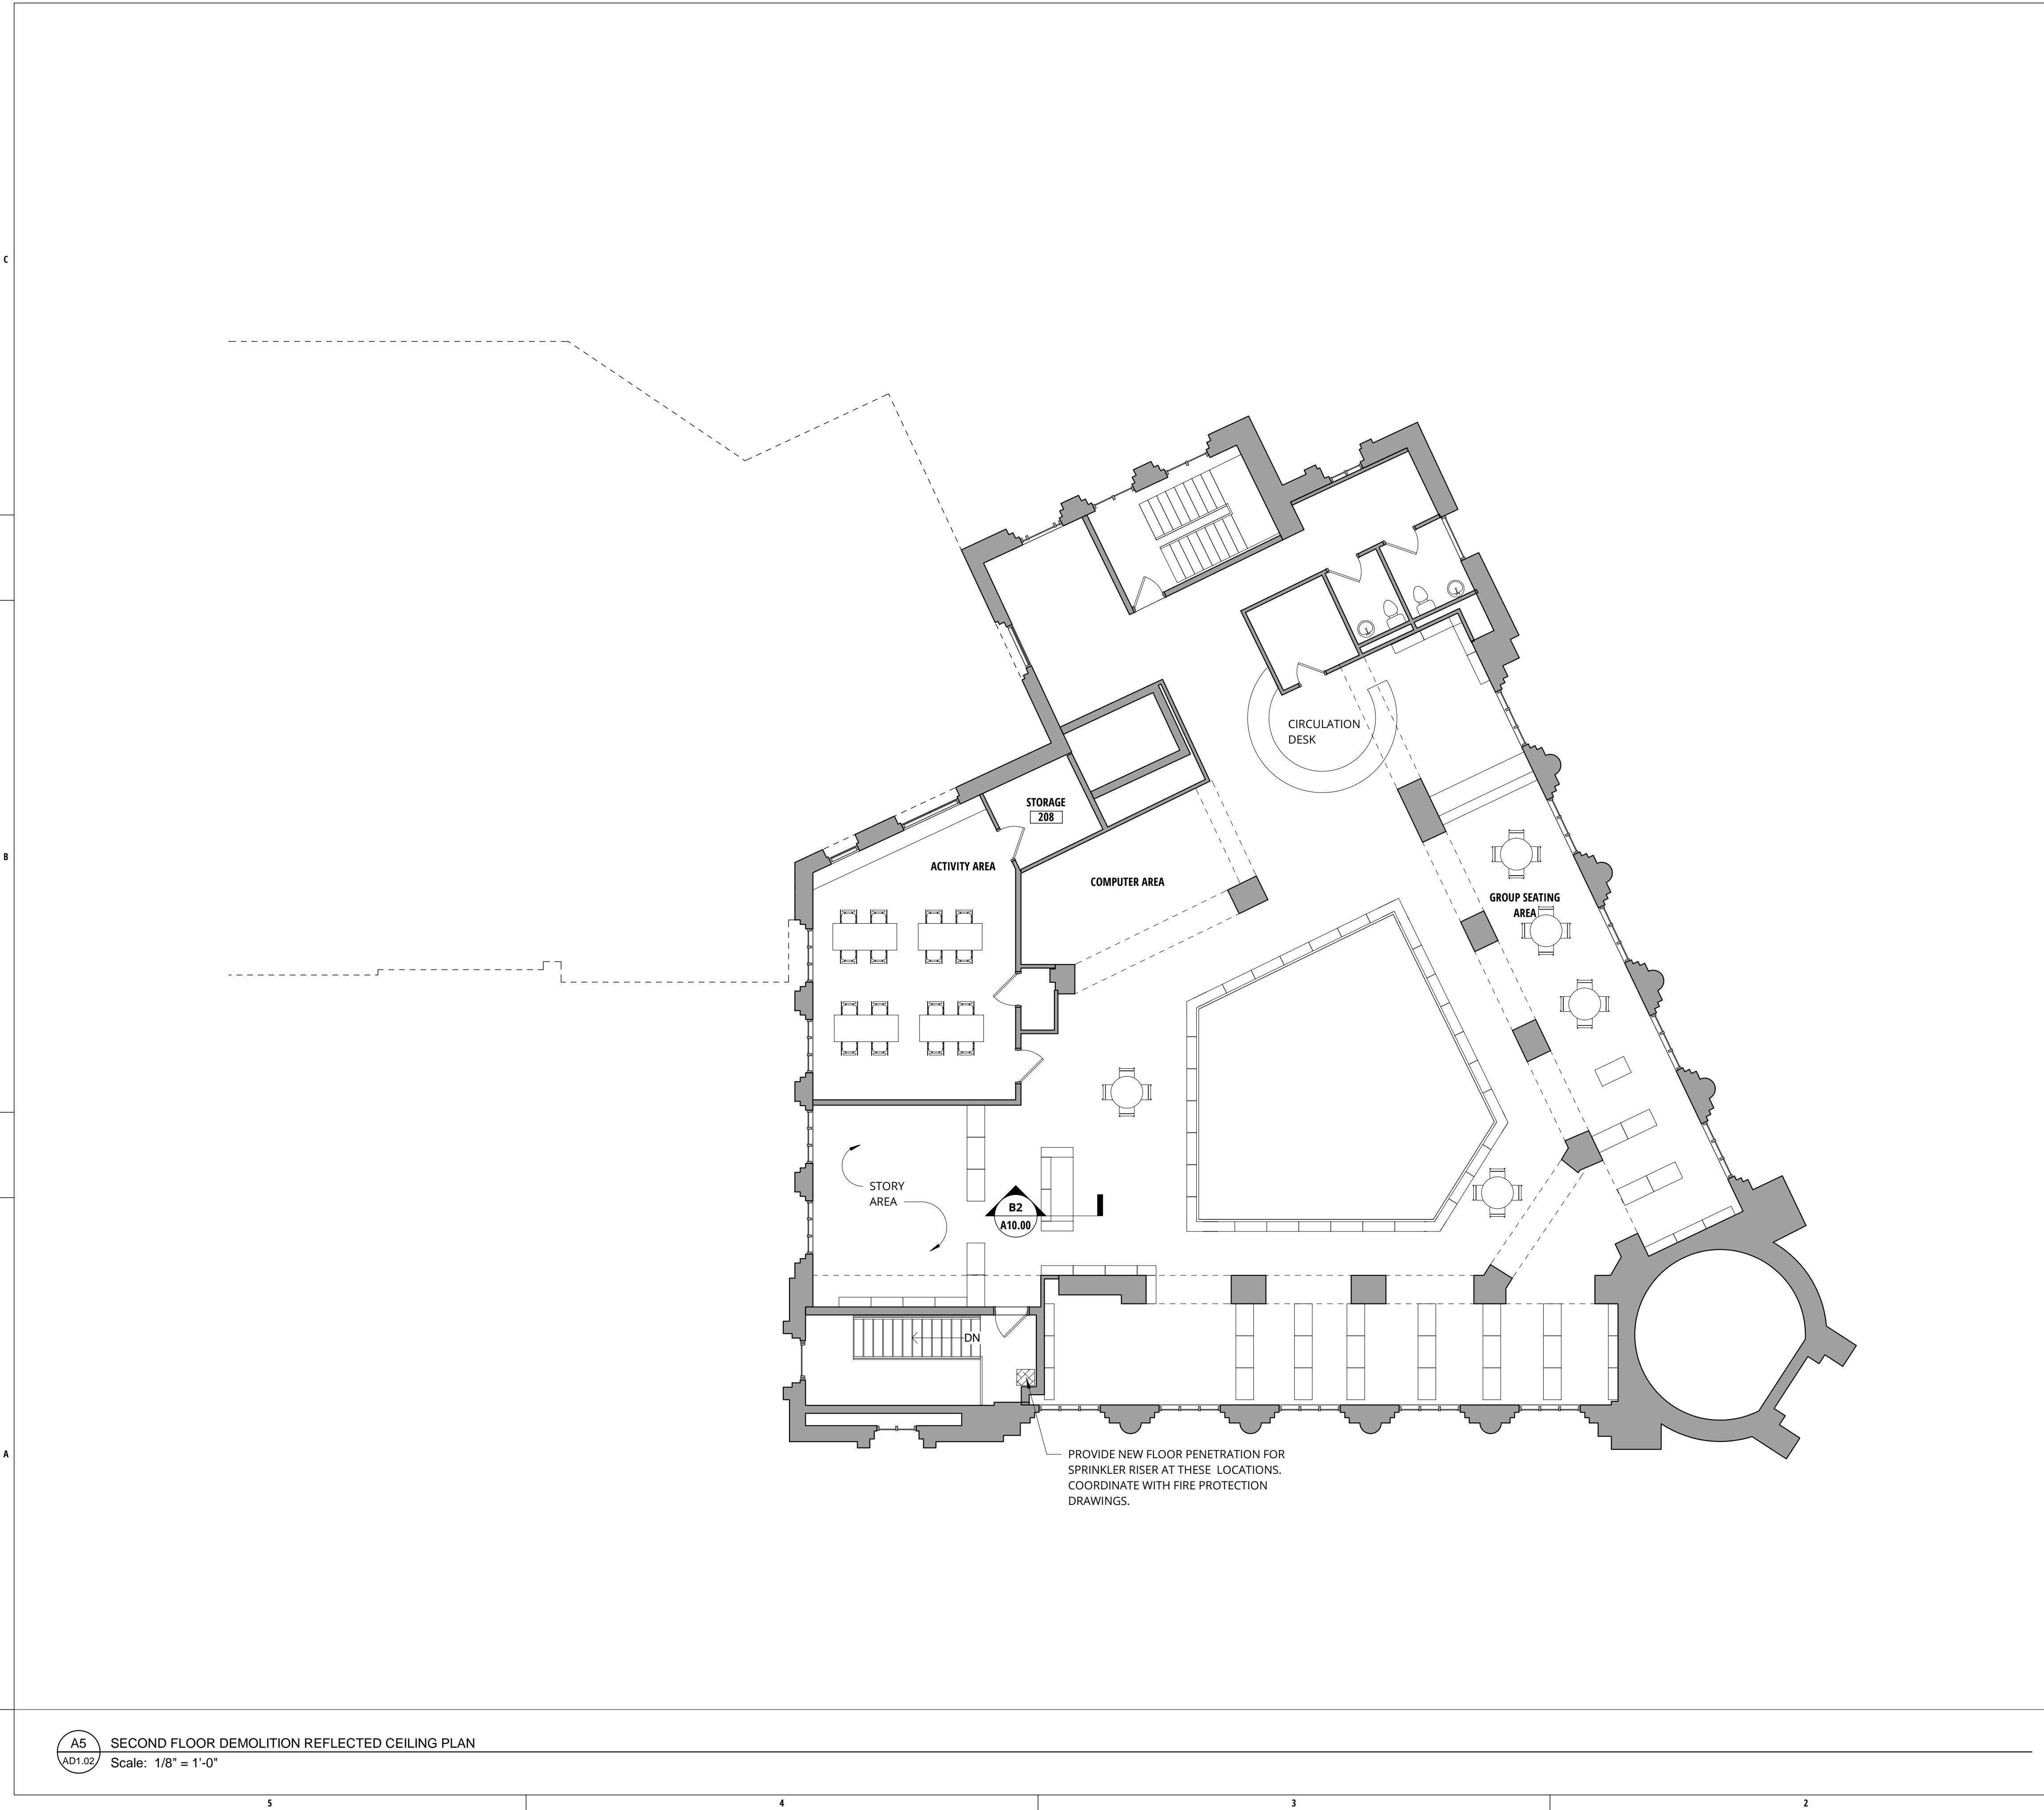 C
CIRCULATION
DESK
STORAGE
208
B
ACTIVITY AREA
COMPUTER AREA
GROUP SEATING
AREA
STORY
AREA
B2
A10.00
DN
A
PROVIDE NEW FLOOR PENETRATION FOR
SPRINKLER RISER AT THESE LOCATIONS.
COORDINATE WITH FIRE PROTECTION
DRAWINGS.
A5
SECOND FLOOR DEMOLITION REFLECTED CEILING PLAN
AD1.02
Scale: 1/8" = 1'-0"
5
4
3
2